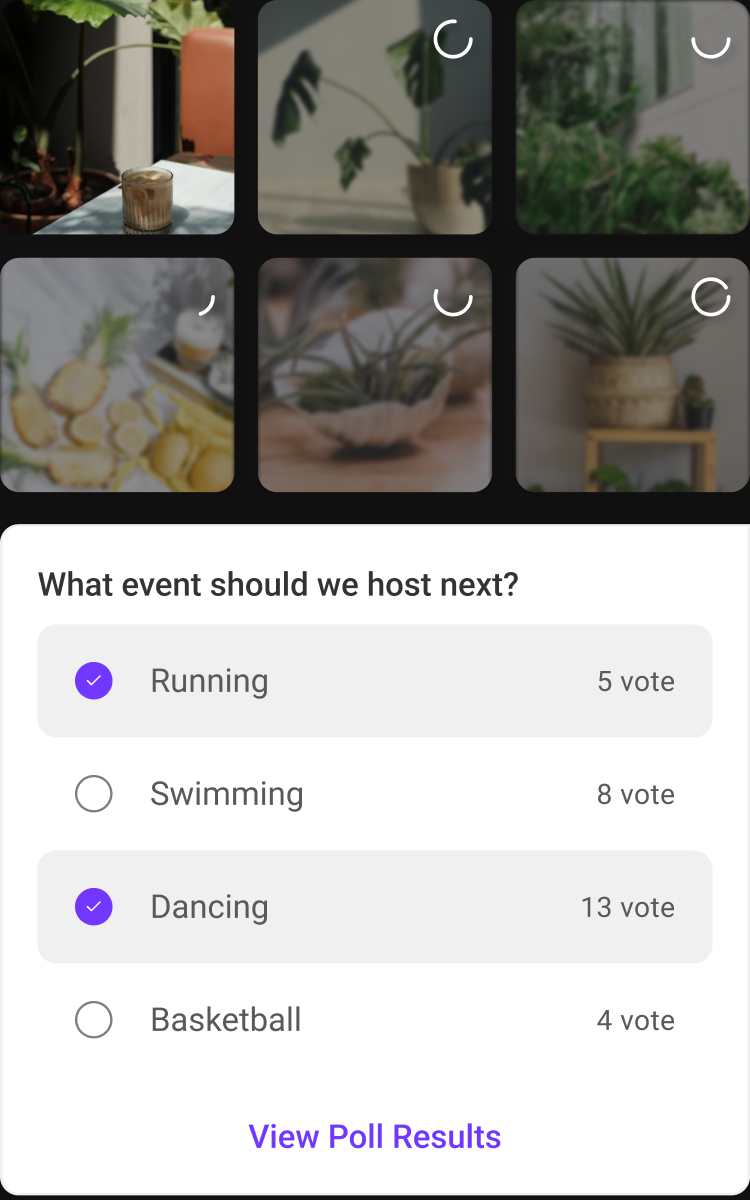 What event should we host next?
Running 5 vote
Swimming 8 vote
Dancing 13 vote
Basketball 4 vote
View Poll Results